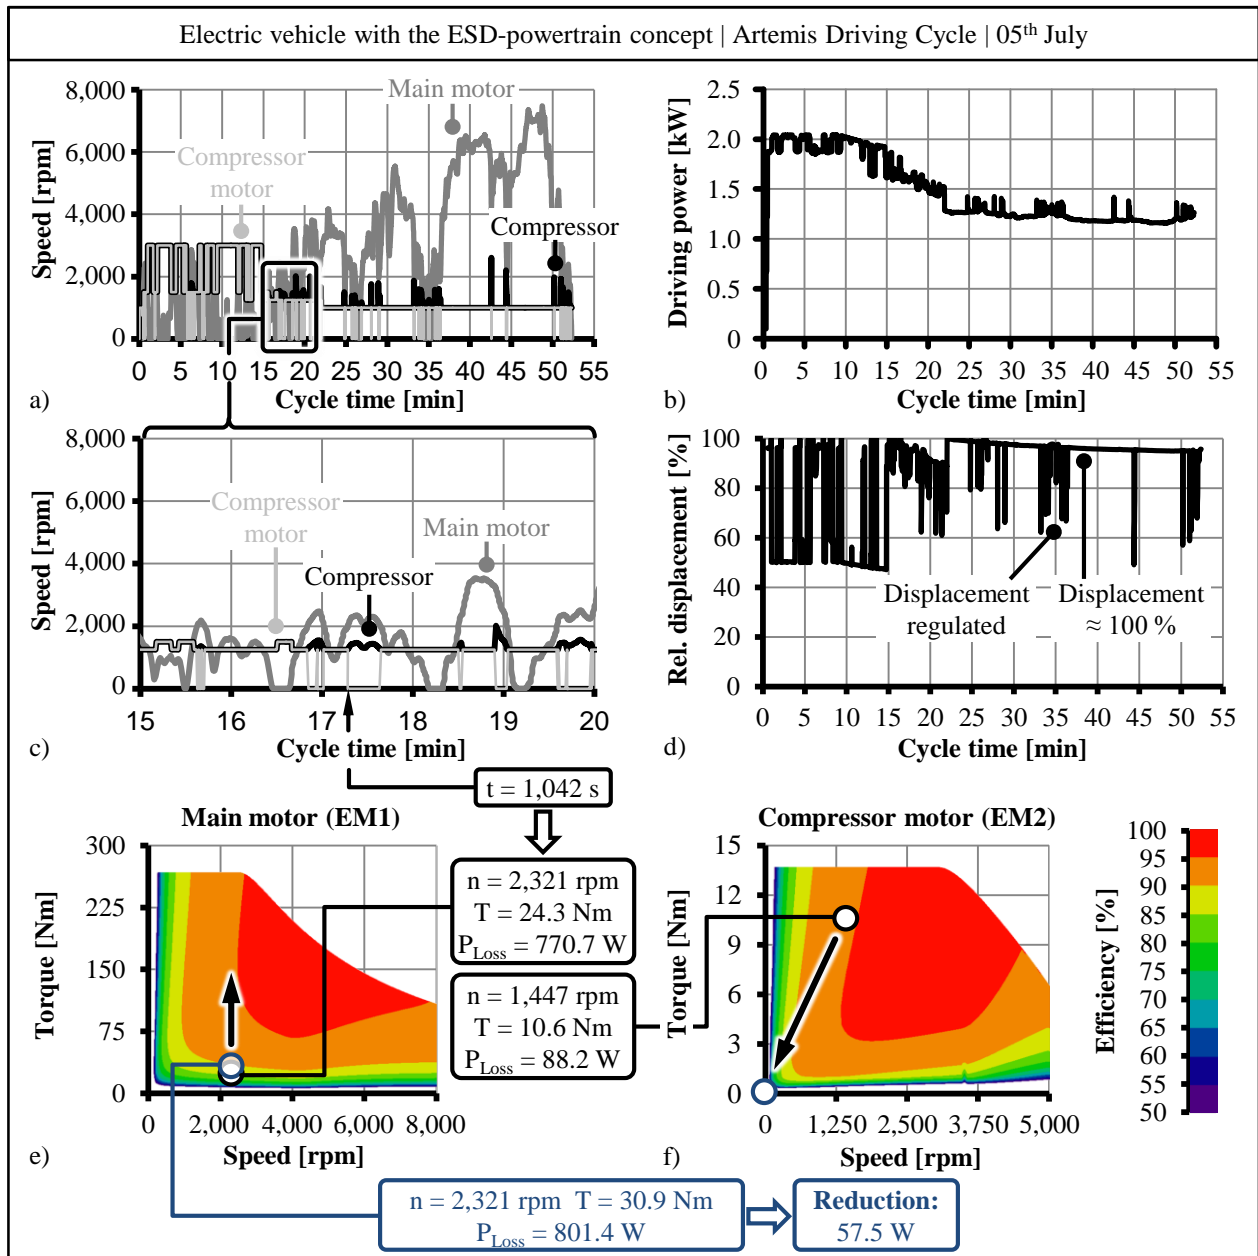 Electric vehicle with the ESD-powertrain concept | Artemis Driving Cycle | 05th July
8,000
6,000
4,000
2,000
0
Speed [rpm]
Main motor
Compressor
motor
Compressor
0 5 10 15 20 25 30 35 40 45 50 55
a)
Cycle time [min]
2.5
2.0
1.5
1.0
0.5
0
Driving power [kW]
0 5 10 15 20 25 30 35 40 45 50 55
b)
Cycle time [min]
8,000
6,000
4,000
2,000
0
Speed [rpm]
Compressor
motor
Main motor
Compressor
15 16 17 18 19 20
c)
Cycle time [min]
100
80
60
40
20
0
Rel. displacement [%]
Displacement
regulated
Displacement
≈ 100 %
0 5 10 15 20 25 30 35 40 45 50 55
d)
Cycle time [min]
t = 1,042 s
Main motor (EM1)
300
225
150
75
0
Torque [Nm]
0 2,000 4,000 6,000 8,000
e)
Speed [rpm]
n = 2,321 rpm
T = 24.3 Nm
PLoss = 770.7 W
n = 1,447 rpm
T = 10.6 Nm
PLoss = 88.2 W
Compressor motor (EM2)
15
12
9
6
3
0
Torque [Nm]
0 1,250 2,500 3,750 5,000
f)
Speed [rpm]
Efficiency [%]
100
95
90
85
80
75
70
65
60
55
50
n = 2,321 rpm T = 30.9 Nm
PLoss = 801.4 W
Reduction:
57.5 W